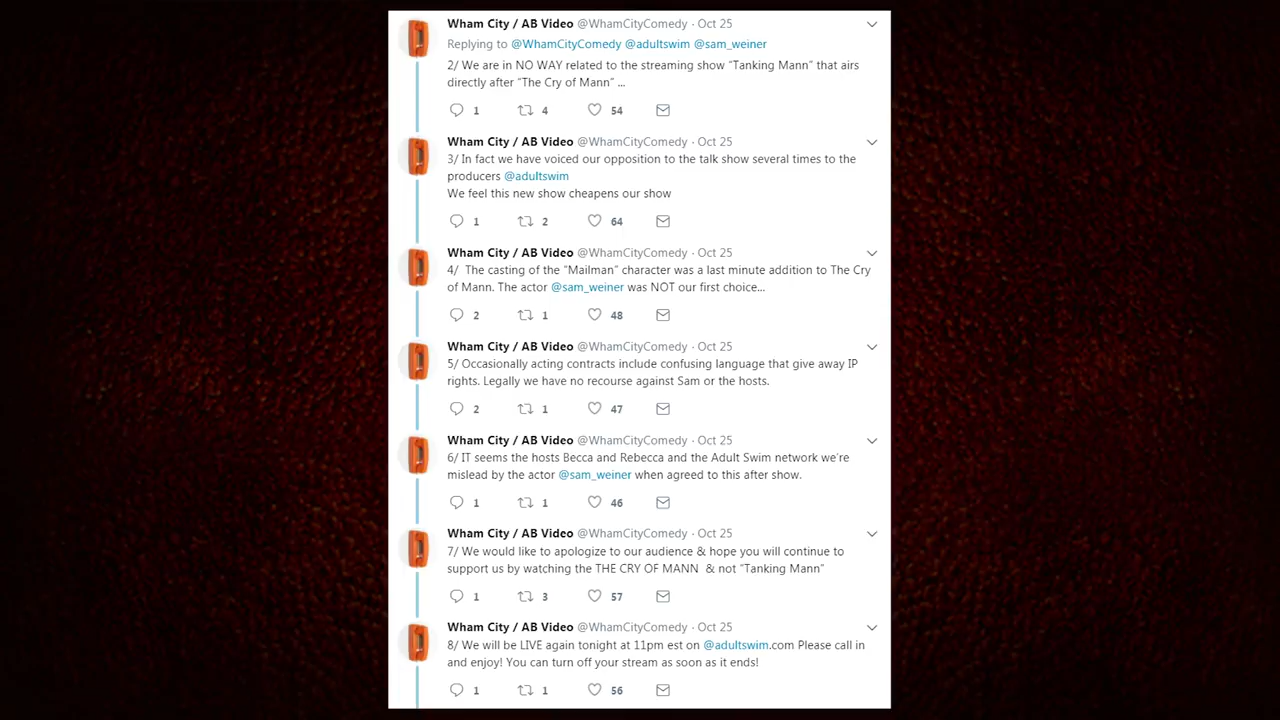 Wham City / AB Video @WhamCityComedy · Oct 25
Replying to @WhamCityComedy @adultswim @sam_weiner
2/ We are in NO WAY related to the streaming show “Tanking Mann” that airs
directly after “The Cry of Mann” ...
1 4 54
Wham City / AB Video @WhamCityComedy · Oct 25
3/ In fact we have voiced our opposition to the talk show several times to the
producers @adultswim
We feel this new show cheapens our show
1 2 64
Wham City / AB Video @WhamCityComedy · Oct 25
4/ The casting of the “Mailman” character was a last minute addition to The Cry
of Mann. The actor @sam_weiner was NOT our first choice...
2 1 48
Wham City / AB Video @WhamCityComedy · Oct 25
5/ Occasionally acting contracts include confusing language that give away IP
rights. Legally we have no recourse against Sam or the hosts.
2 1 47
Wham City / AB Video @WhamCityComedy · Oct 25
6/ IT seems the hosts Becca and Rebecca and the Adult Swim network we’re
mislead by the actor @sam_weiner when agreed to this after show.
1 1 46
Wham City / AB Video @WhamCityComedy · Oct 25
7/ We would like to apologize to our audience & hope you will continue to
support us by watching the THE CRY OF MANN & not “Tanking Mann”
1 3 57
Wham City / AB Video @WhamCityComedy · Oct 25
8/ We will be LIVE again tonight at 11pm est on @adultswim.com Please call in
and enjoy! You can turn off your stream as soon as it ends!
1 1 56